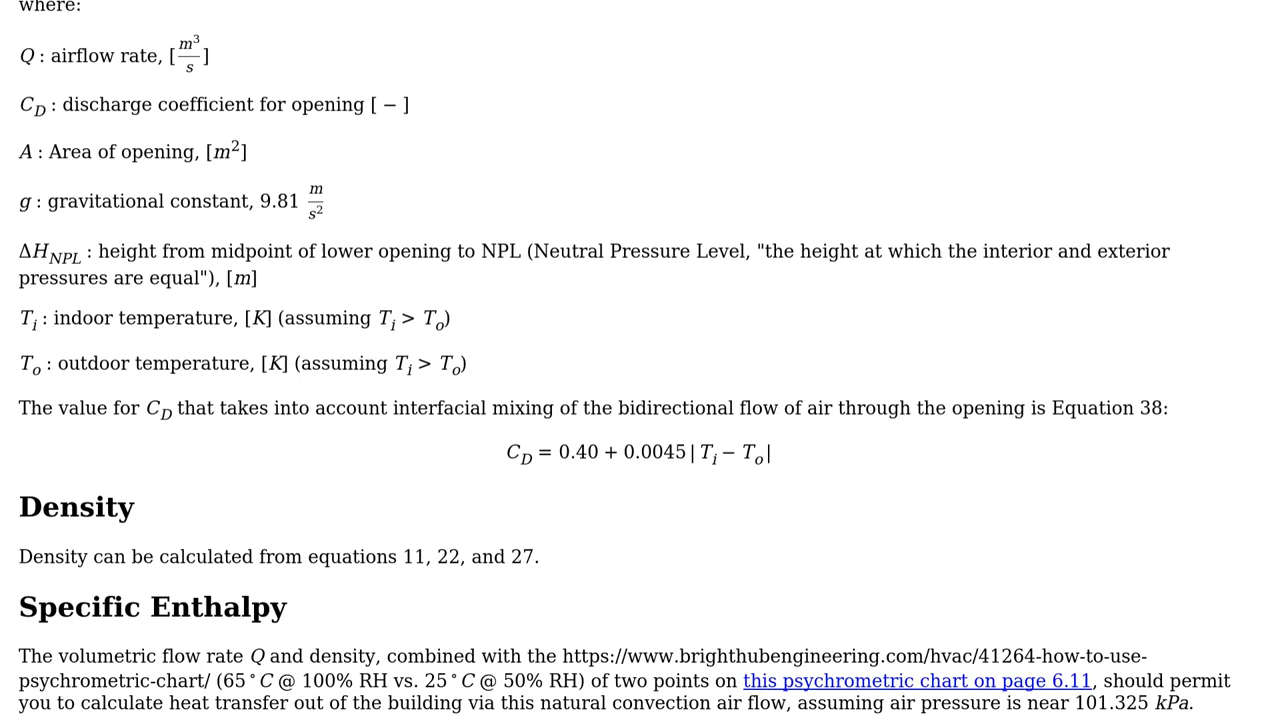 where:
Q : airflow rate, [m³/s]
C_D : discharge coefficient for opening [ − ]
A : Area of opening, [m²]
g : gravitational constant, 9.81 m/s²
ΔH_NPL : height from midpoint of lower opening to NPL (Neutral Pressure Level, "the height at which the interior and exterior
pressures are equal"), [m]
T_i : indoor temperature, [K] (assuming T_i > T_o)
T_o : outdoor temperature, [K] (assuming T_i > T_o)
The value for C_D that takes into account interfacial mixing of the bidirectional flow of air through the opening is Equation 38:
C_D = 0.40 + 0.0045 | T_i − T_o |
Density
Density can be calculated from equations 11, 22, and 27.
Specific Enthalpy
The volumetric flow rate Q and density, combined with the https://www.brighthubengineering.com/hvac/41264-how-to-use-
psychrometric-chart/ (65°C @ 100% RH vs. 25°C @ 50% RH) of two points on this psychrometric chart on page 6.11, should permit
you to calculate heat transfer out of the building via this natural convection air flow, assuming air pressure is near 101.325 kPa.